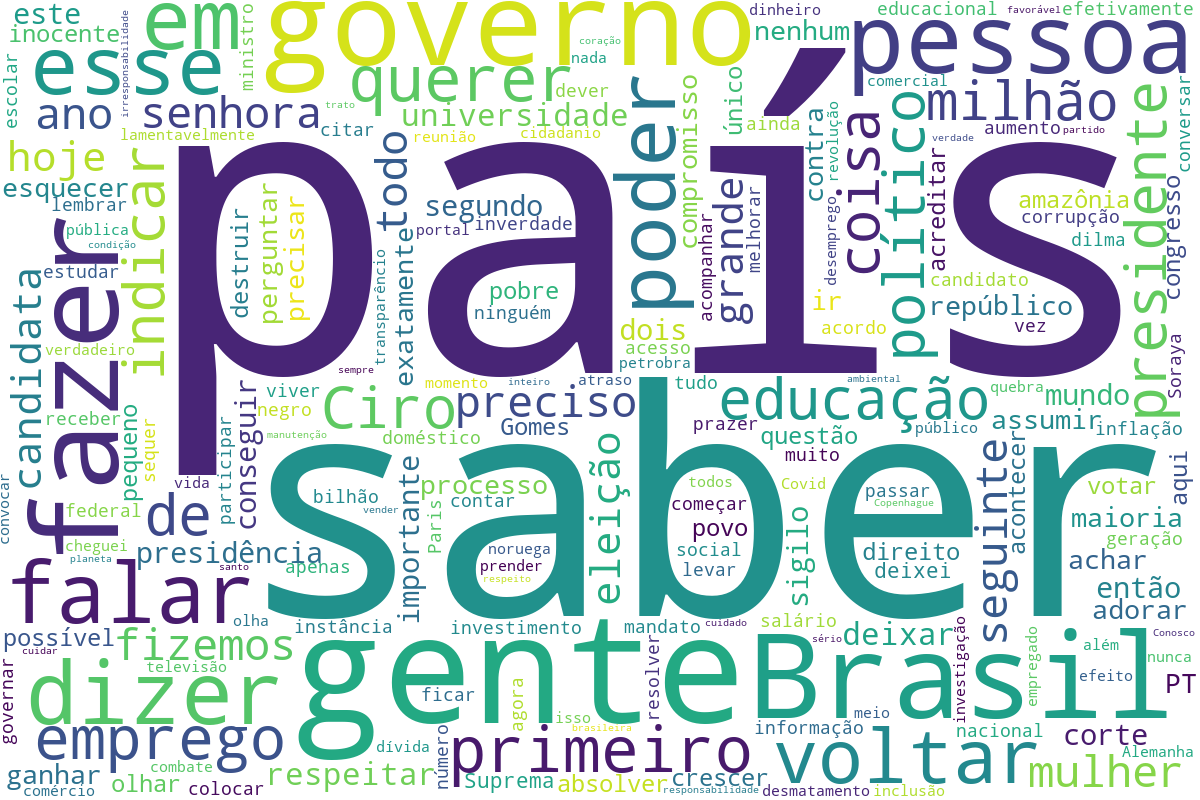 país
saber
governo
gente
Brasil
pessoa
fazer
falar
dizer
poder
esse
em
querer
universidade
senhora
ano
hoje
este
inocente
escolar
irresponsabilidade
ministro
coração
nada
dever
dinheiro
nenhum
educacional
favorável
efetivamente
comercial
milhão
aumento
partido
verdade
conversar
presidente
político
coisa
contra
revolução
ainda
único
compromisso
cidadanio
reunião
trato
citar
lamentavelmente
esquecer
lembrar
pública
condição
estudar
indicar
candidata
verdadeiro
receber
pequeno
sequer
destruir
perguntar
precisar
todo
exatamente
transparência
segundo
portal
inverdade
pobre
ninguém
dois
acesso
petrobra
acompanhar
grande
melhorar
desemprego
acreditar
amazônia
corrupção
dilma
candidato
república
vez
ir
acordo
congresso
Soraya
sempre
viver
negro
manutenção
conseguir
participar
vida
momento
inteiro
atraso
tudo
Ciro
Gomes
preciso
doméstico
processo
contar
bilhão
vender
importante
Paris
noruega
prender
respeito
eleição
prazer
todos
começar
povo
social
levar
educação
ambiental
público
quebra
questão
muito
Covid
passar
Copenhague
sigilo
direito
deixei
mundo
assumir
inflação
seguinte
acontecer
aqui
votar
maioria
geração
achar
então
adorar
convocar
federal
cheguei
planeta
de
presidência
apenas
santo
olha
instância
investimento
mandato
cuidado
salário
sério
deixar
possível
cuidar
fizemos
televisão
governar
emprego
ganhar
comércio
combate
olhar
colocar
respeitar
dívida
número
ficar
agora
isso
brasileira
resolver
primeiro
Suprema
absolver
crescer
responsabilidade
desmatamento
inclusão
informação
meio
voltar
investigação
nacional
empregado
além
efeito
nunca
Conosco
PT
corte
mulher
Alemanha